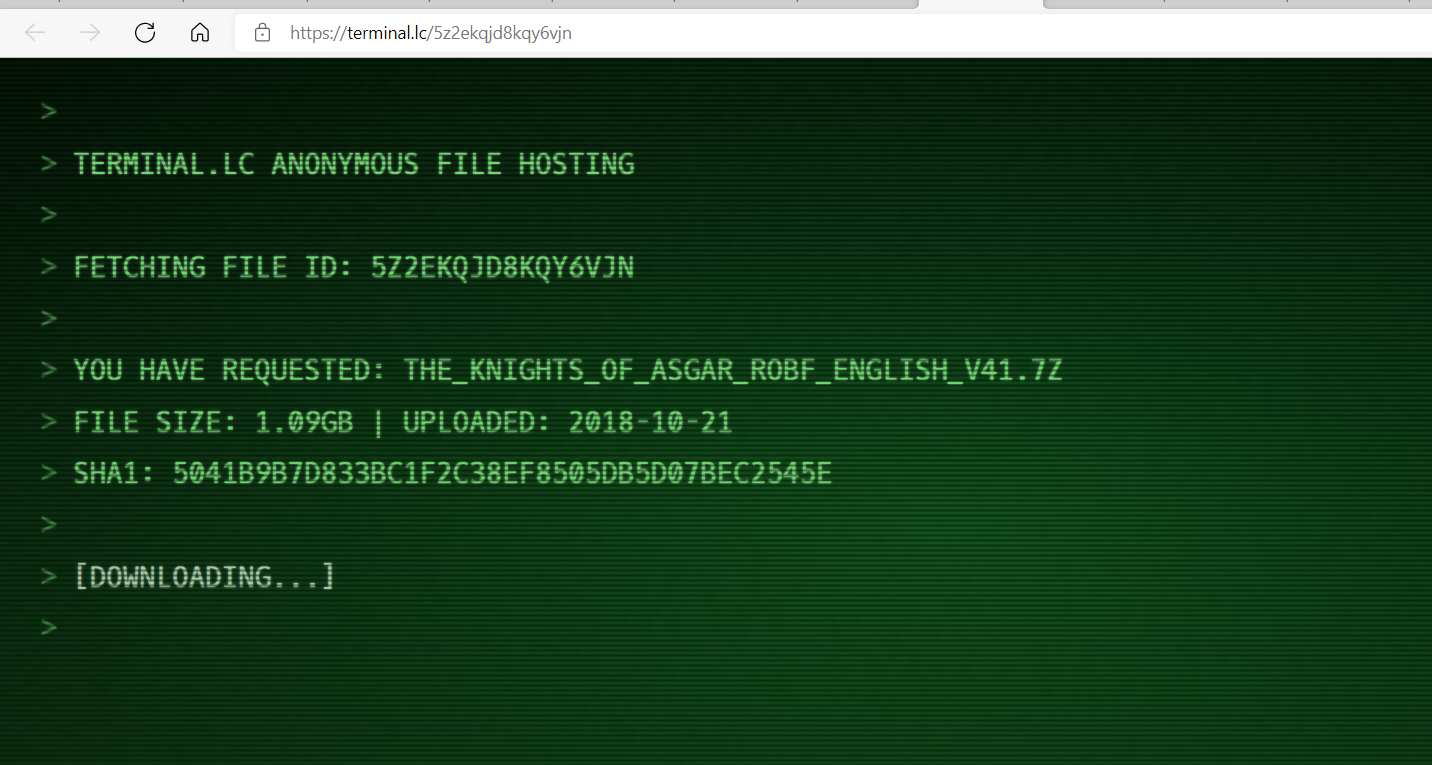 https://terminal.lc/5z2ekqjd8kqy6vjn
>
> TERMINAL.LC ANONYMOUS FILE HOSTING
>
> FETCHING FILE ID: 5Z2EKQJD8KQY6VJN
>
> YOU HAVE REQUESTED: THE_KNIGHTS_OF_ASGAR_ROBF_ENGLISH_V41.7Z
> FILE SIZE: 1.09GB | UPLOADED: 2018-10-21
> SHA1: 5041B9B7D833BC1F2C38EF8505DB5D07BEC2545E
>
> [DOWNLOADING...]
>